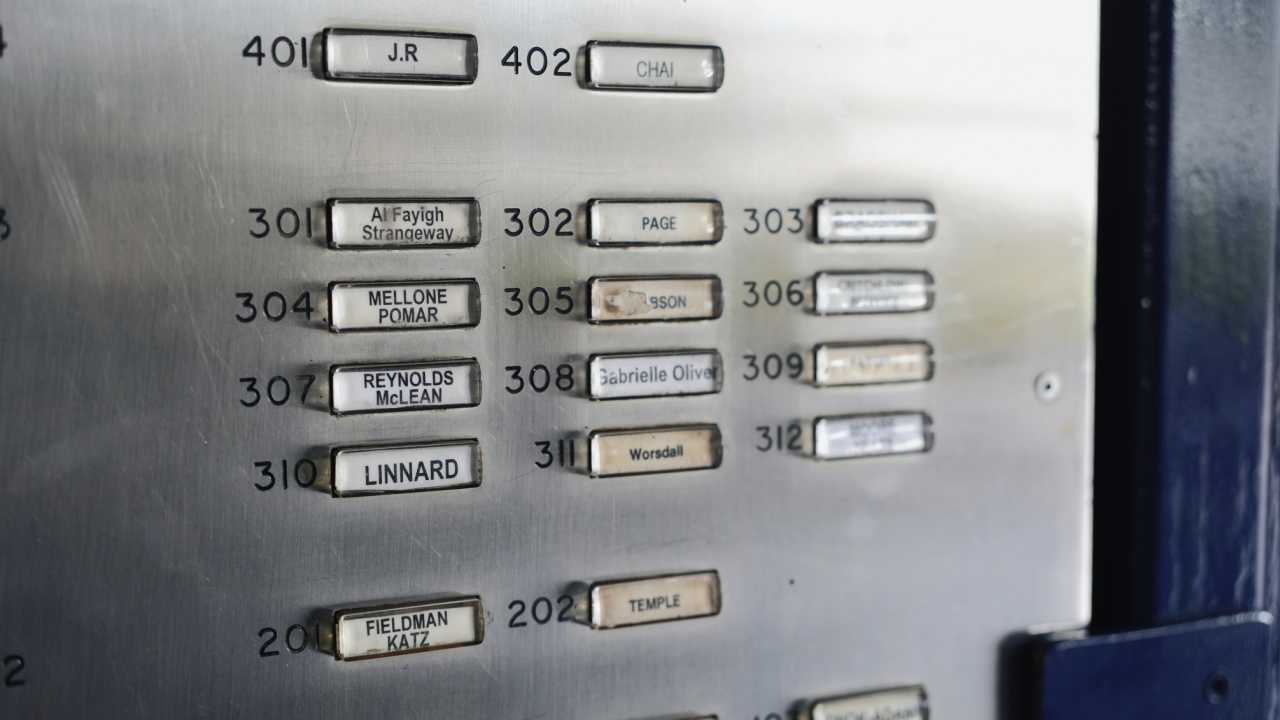 401 J.R 402 CHAI
301 Al Fayigh 302 PAGE 303
Strangeway
304 MELLONE 305 306
POMAR
307 REYNOLDS 308 Gabrielle Oliver 309
McLEAN
310 LINNARD 311 Worsdall 312
201 FIELDMAN 202 TEMPLE
KATZ